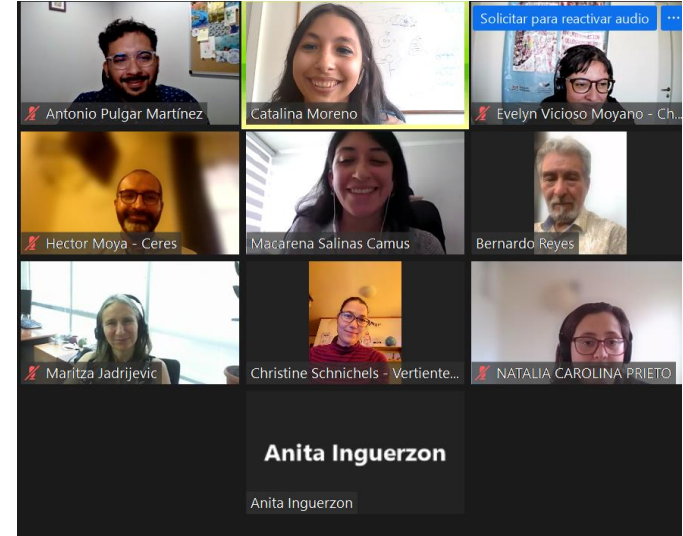 Solicitar para reactivar audio
Antonio Pulgar Martínez
Catalina Moreno
Evelyn Vicioso Moyano - Ch...
Hector Moya - Ceres
Macarena Salinas Camus
Bernardo Reyes
Maritza Jadrijevic
Christine Schnichels - Vertiente...
NATALIA CAROLINA PRIETO
Anita Inguerzon
Anita Inguerzon